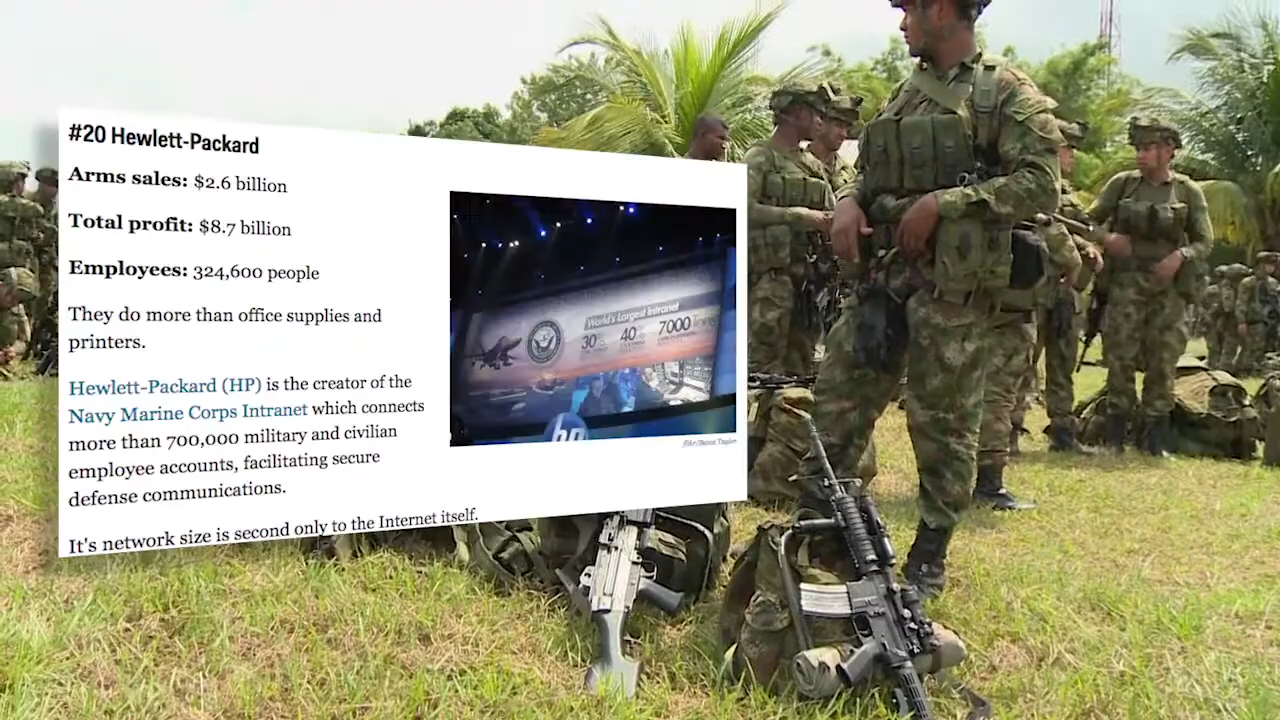 #20 Hewlett-Packard
Arms sales: $2.6 billion
Total profit: $8.7 billion
Employees: 324,600 people
They do more than office supplies and
printers.
Hewlett-Packard (HP) is the creator of the
Navy Marine Corps Intranet which connects
more than 700,000 military and civilian
employee accounts, facilitating secure
defense communications.
It's network size is second only to the Internet itself.
World's Largest Intranet
30%
40%
7000
hp